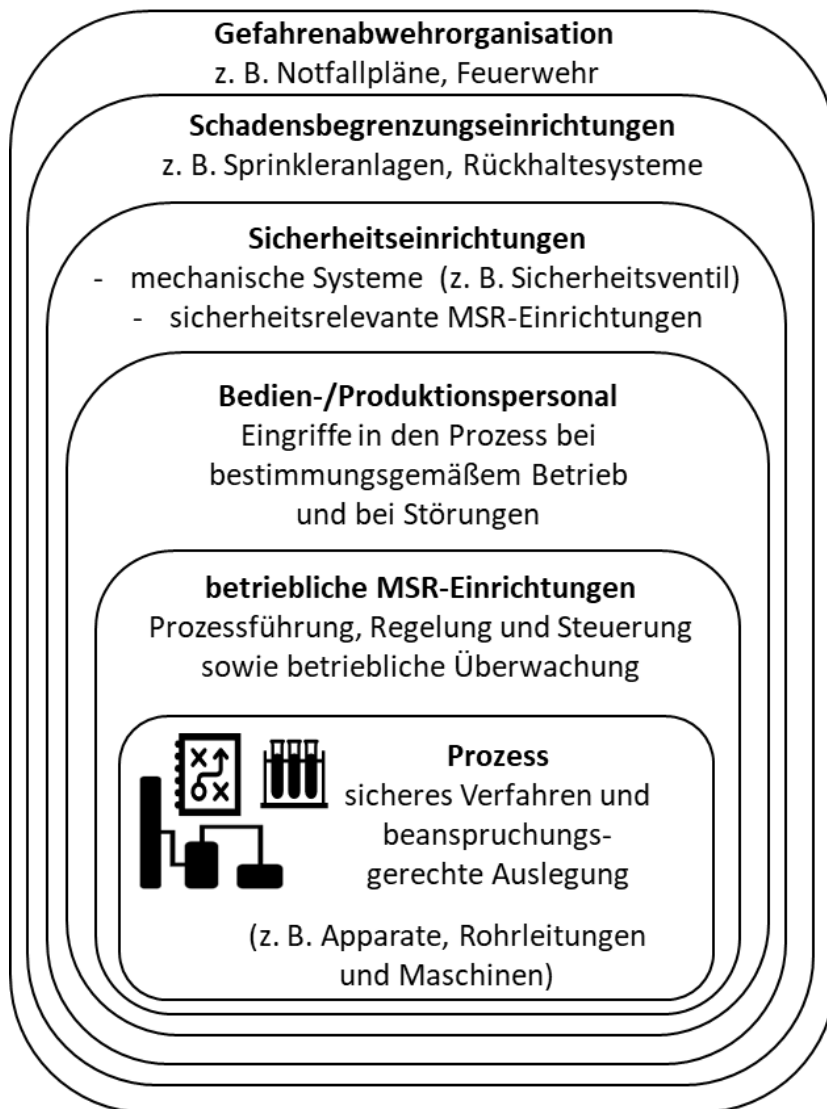 Gefahrenabwehrorganisation
z. B. Notfallpläne, Feuerwehr
Schadensbegrenzungseinrichtungen
z. B. Sprinkleranlagen, Rückhaltesysteme
Sicherheitseinrichtungen
- mechanische Systeme (z. B. Sicherheitsventil)
- sicherheitsrelevante MSR-Einrichtungen
Bedien-/Produktionspersonal
Eingriffe in den Prozess bei
bestimmungsgemäßem Betrieb
und bei Störungen
betriebliche MSR-Einrichtungen
Prozessführung, Regelung und Steuerung
sowie betriebliche Überwachung
Prozess
sicheres Verfahren und
beanspruchungs-
gerechte Auslegung
(z. B. Apparate, Rohrleitungen
und Maschinen)